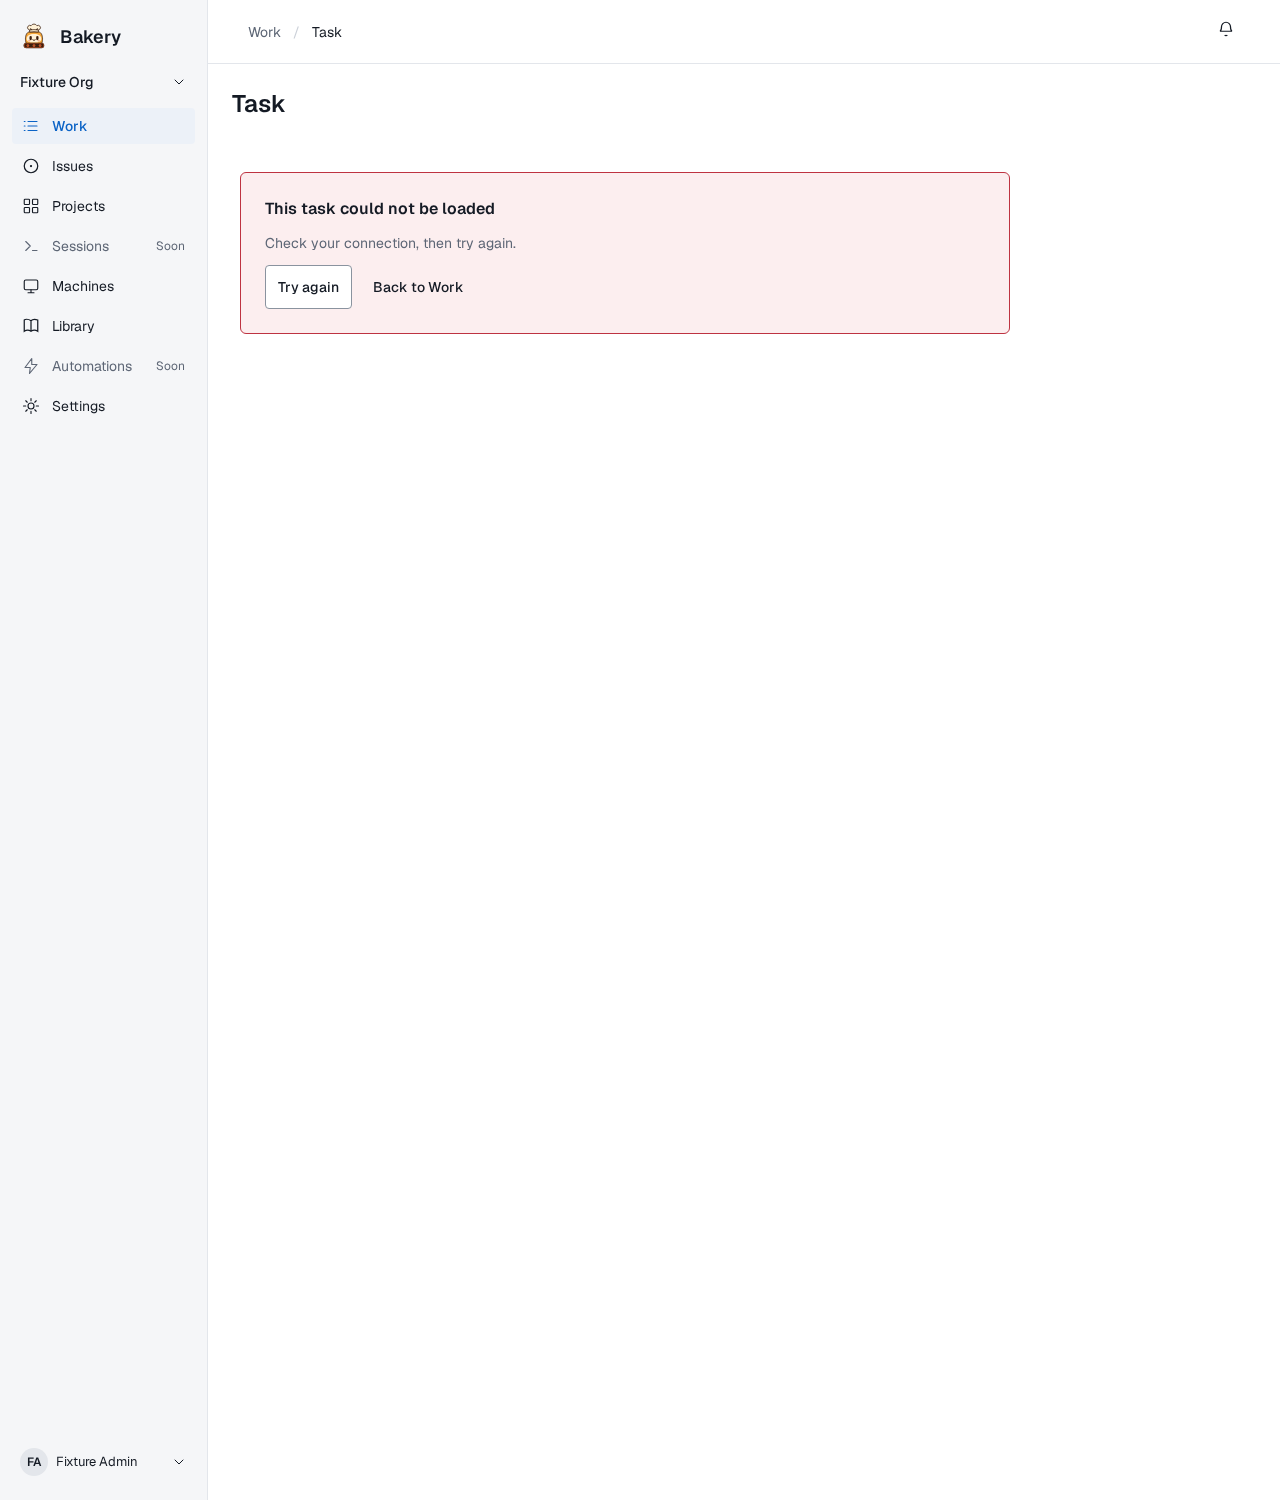 Bakery
Fixture Org
Work
Issues
Projects
Sessions Soon
Machines
Library
Automations Soon
Settings
FA Fixture Admin
Work / Task
Task
This task could not be loaded
Check your connection, then try again.
Try again Back to Work